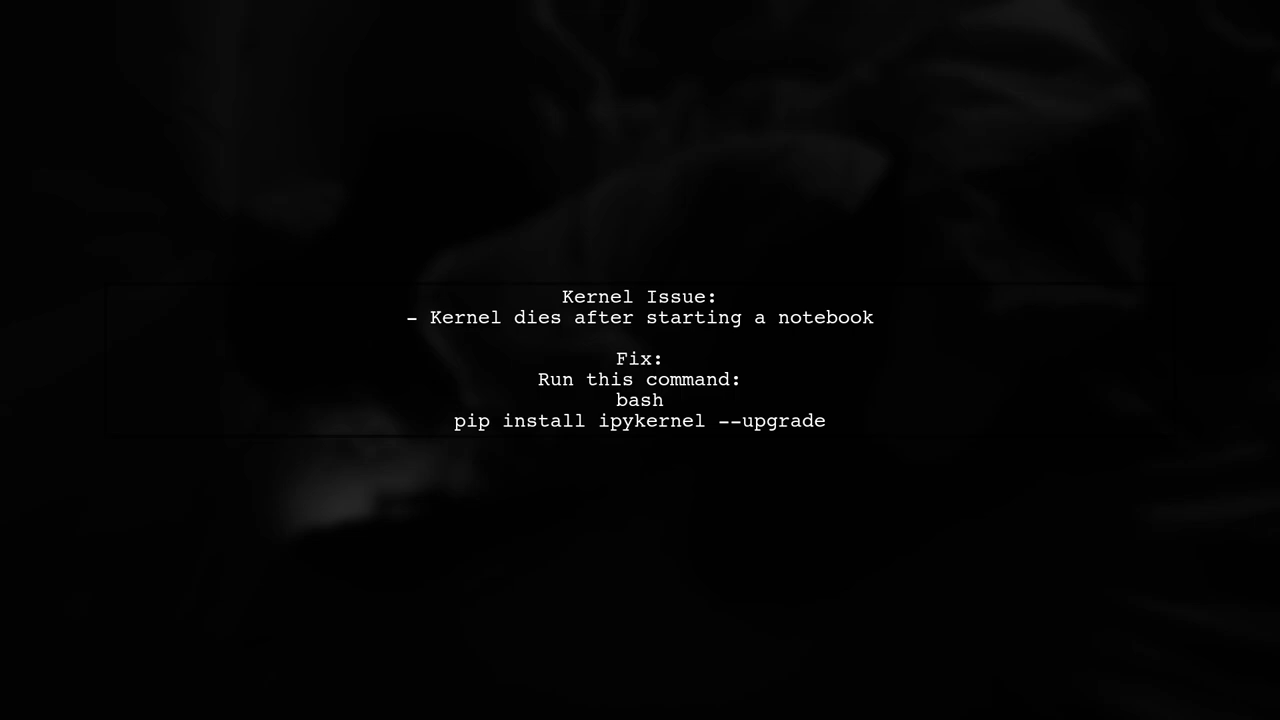 Kernel Issue:
- Kernel dies after starting a notebook
Fix:
Run this command:
bash
pip install ipykernel --upgrade